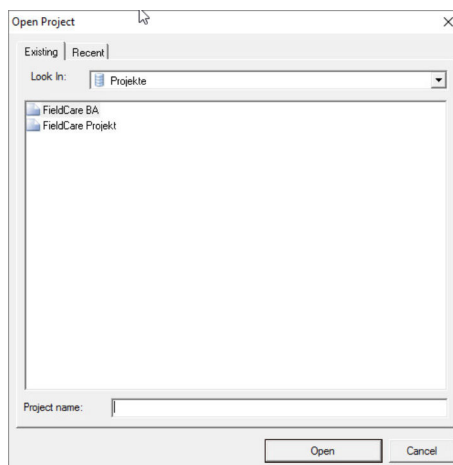 Open Project
Existing Recent
Look In: Projekte
FieldCare BA
FieldCare Projekt
Project name:
Open Cancel